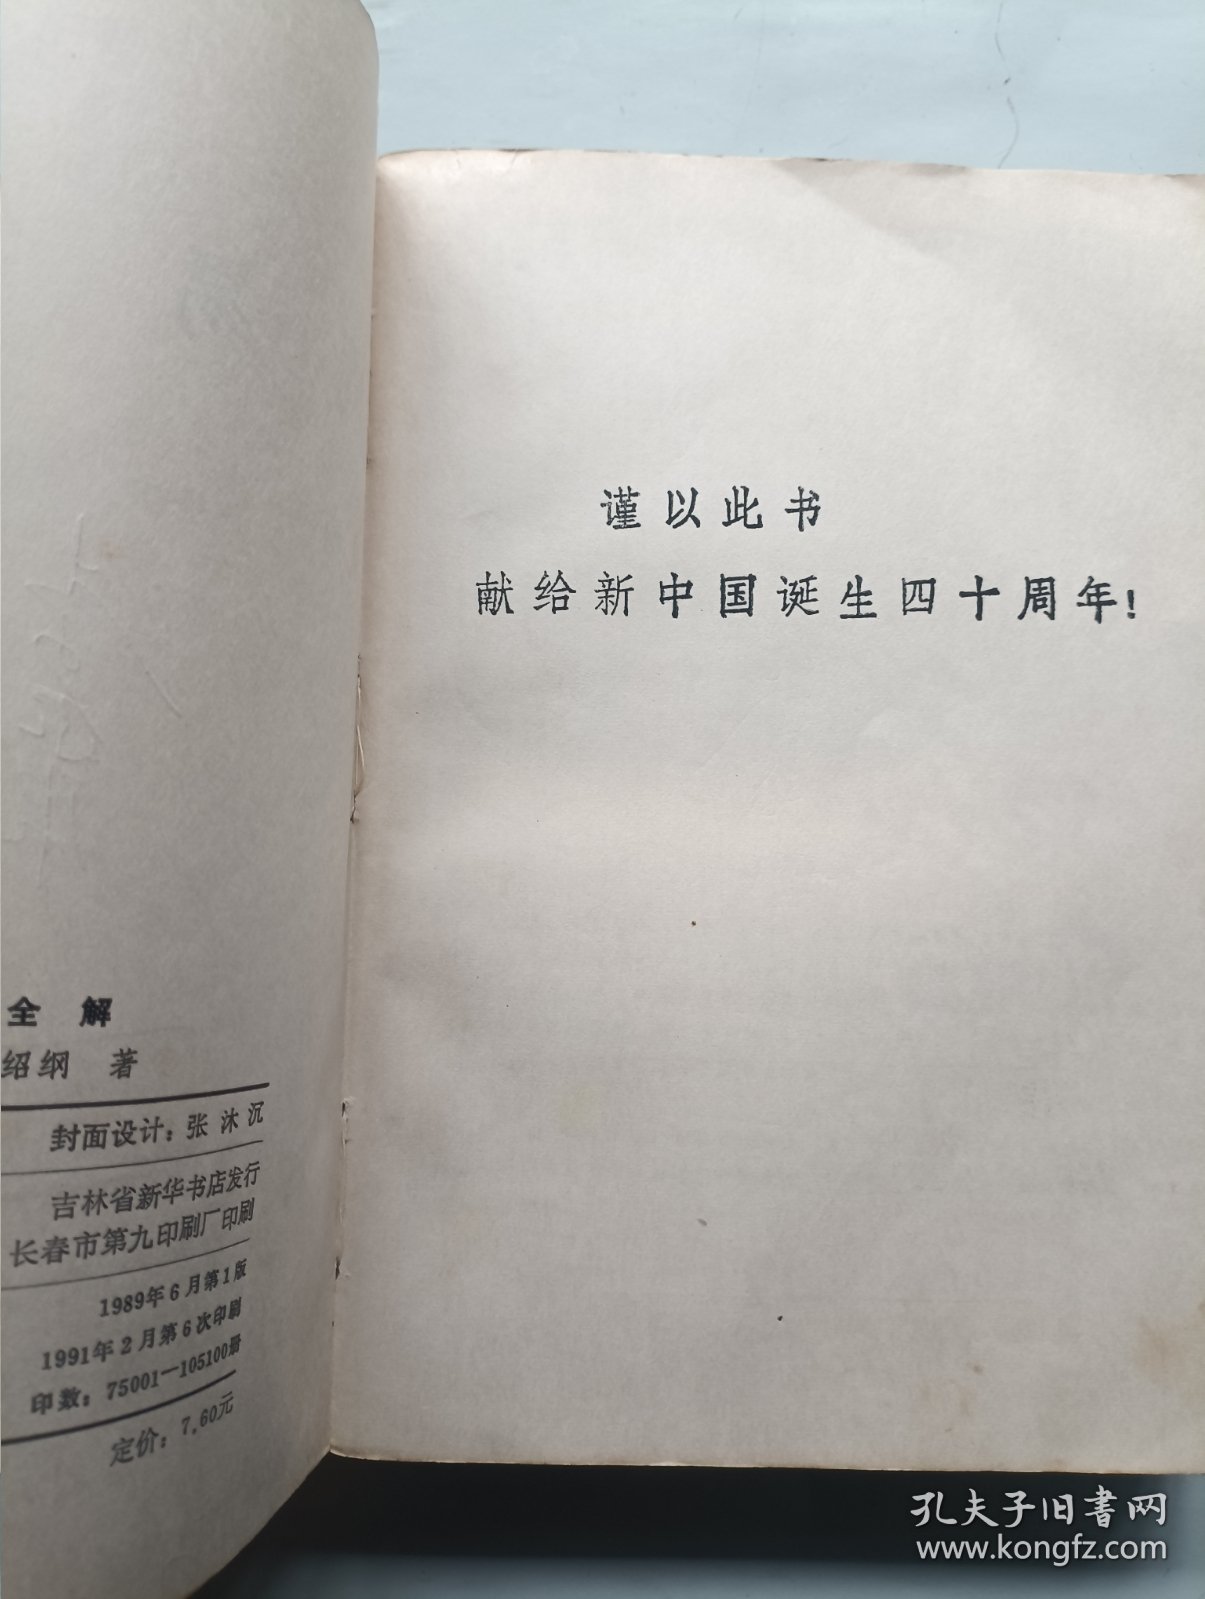 全 解
绍纲 著
封面设计：张沐沉
吉林省新华书店发行
长春市第九印刷厂印刷
1989年6月第1版
1991年2月第6次印刷
印数：75001—105100册
定价：7.60元
谨以此书
献给新中国诞生四十周年！
孔夫子旧書网
www.kongfz.com